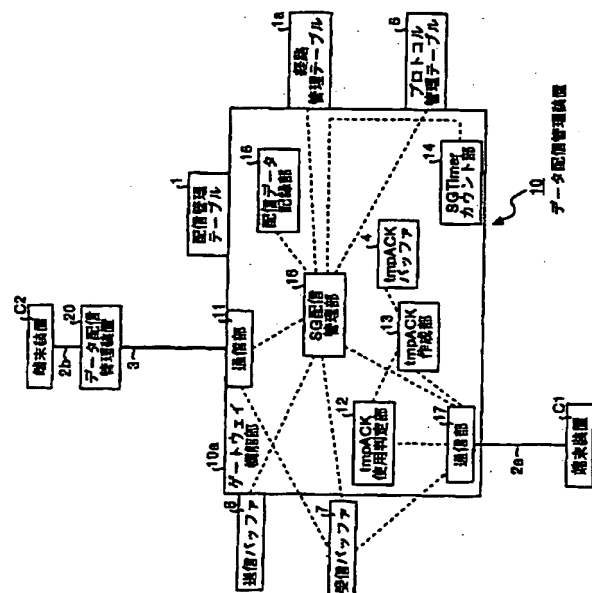 C2
端末装置
2b
20
データ配信
管理装置
3
1
配信管理
テーブル
1a
経路
管理テーブル
6
プロトコル
管理テーブル
10a
ゲートウェイ
機能部
11
通信部
15
配信データ
記録部
16
SG配信
管理部
8
送信バッファ
7
受信バッファ
12
tmpACK
使用判定部
13
tmpACK
作成部
4
tmpACK
バッファ
14
SGTimer
カウント部
17
通信部
10
データ配信管理装置
2a
C1
端末装置